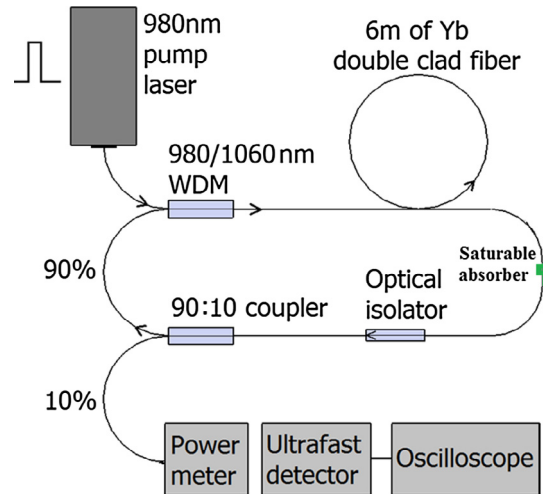 980nm
pump
laser
6m of Yb
double clad fiber
980/1060nm
WDM
Saturable
absorber
90%
Optical
isolator
90:10 coupler
10%
Power
meter
Ultrafast
detector
Oscilloscope